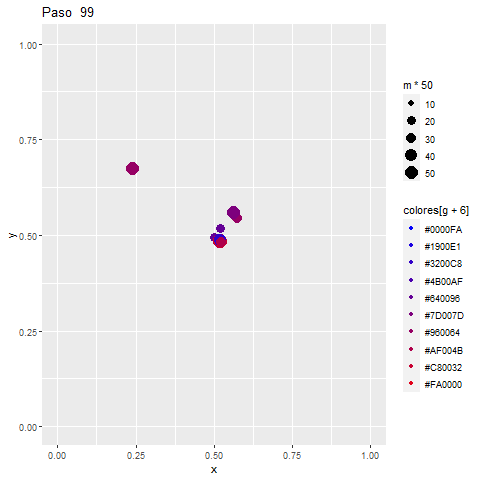 Paso  99
1.00
0.75
0.50
0.25
0.00
y
0.00
0.25
0.50
0.75
1.00
x
m * 50
10
20
30
40
50
colores[g + 6]
#0000FA
#1900E1
#3200C8
#4B00AF
#640096
#7D007D
#960064
#AF004B
#C80032
#FA0000